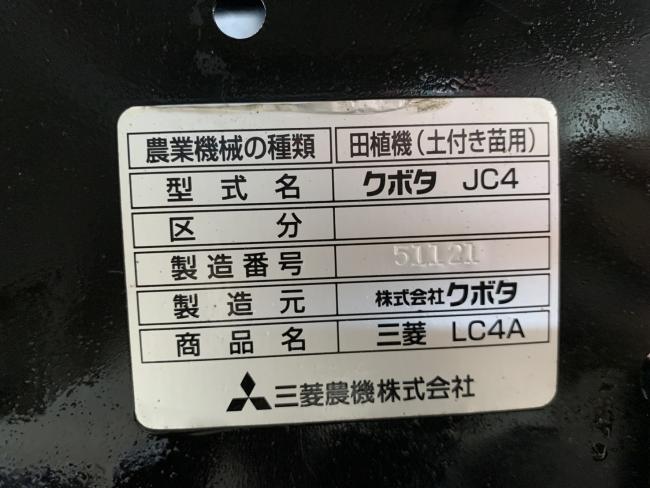 農業機械の種類 田植機(土付き苗用)
型式名 クボタ JC4
区分
製造番号 51121
製造元 株式会社クボタ
商品名 三菱 LC4A
三菱農機株式会社